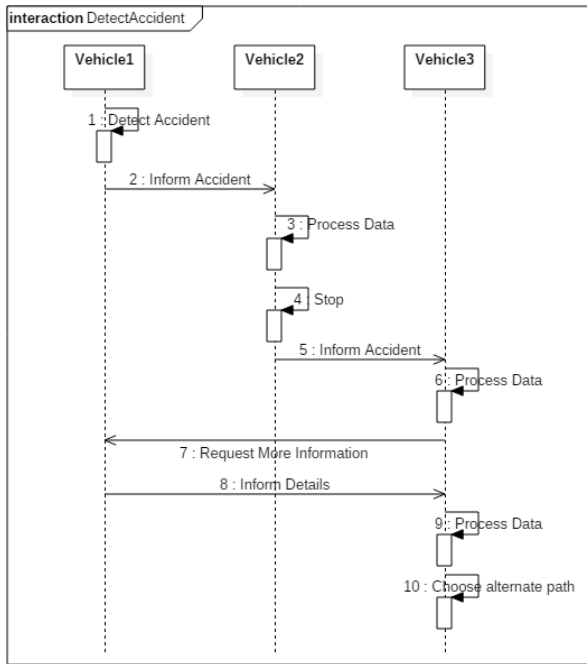 interaction DetectAccident
Vehicle1
Vehicle2
Vehicle3
1 : Detect Accident
2 : Inform Accident
3 : Process Data
4 : Stop
5 : Inform Accident
6 : Process Data
7 : Request More Information
8 : Inform Details
9 : Process Data
10 : Choose alternate path